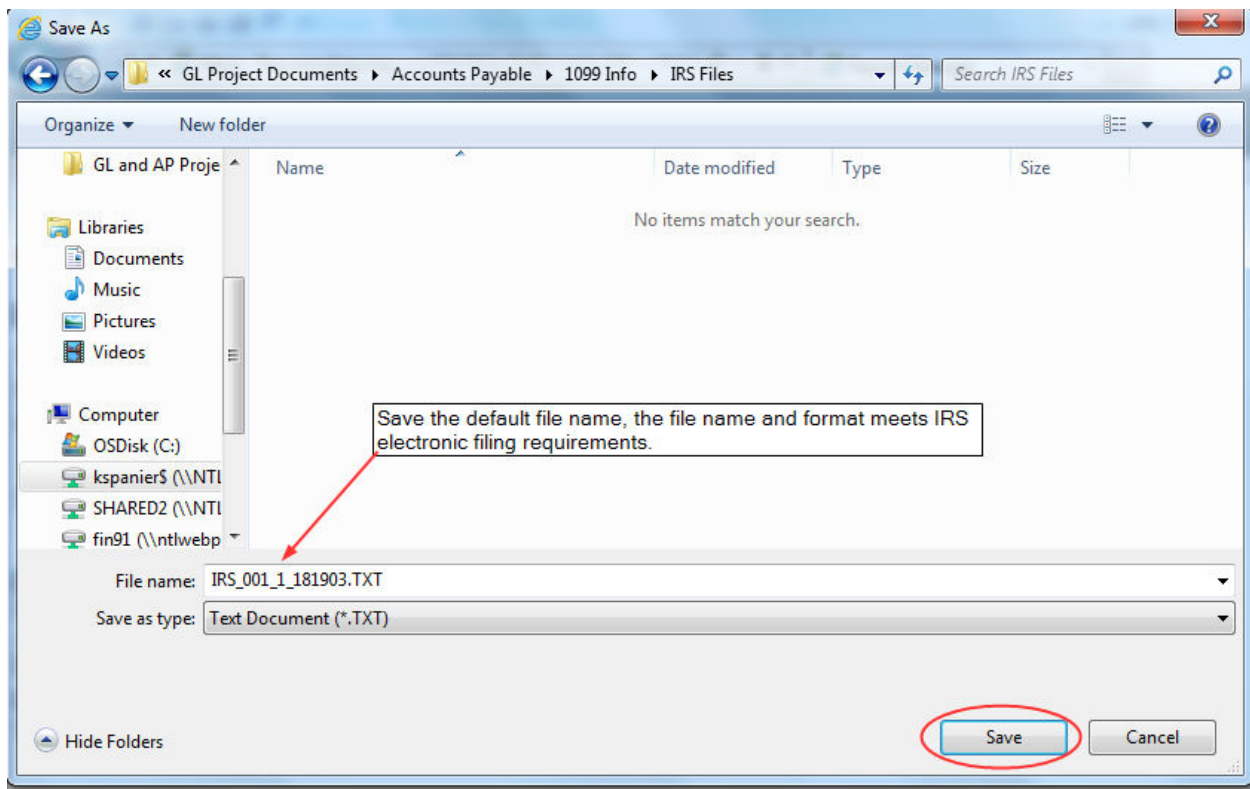 Save As
« GL Project Documents ▸ Accounts Payable ▸ 1099 Info ▸ IRS Files
Search IRS Files
Organize ▾ New folder
GL and AP Proje
Name Date modified Type Size
No items match your search.
Libraries
Documents
Music
Pictures
Videos
Computer
OSDisk (C:)
kspanier$ (\\NTL
SHARED2 (\\NTL
fin91 (\\ntlwebp
Save the default file name, the file name and format meets IRS
electronic filing requirements.
File name: IRS_001_1_181903.TXT
Save as type: Text Document (*.TXT)
Hide Folders
Save Cancel